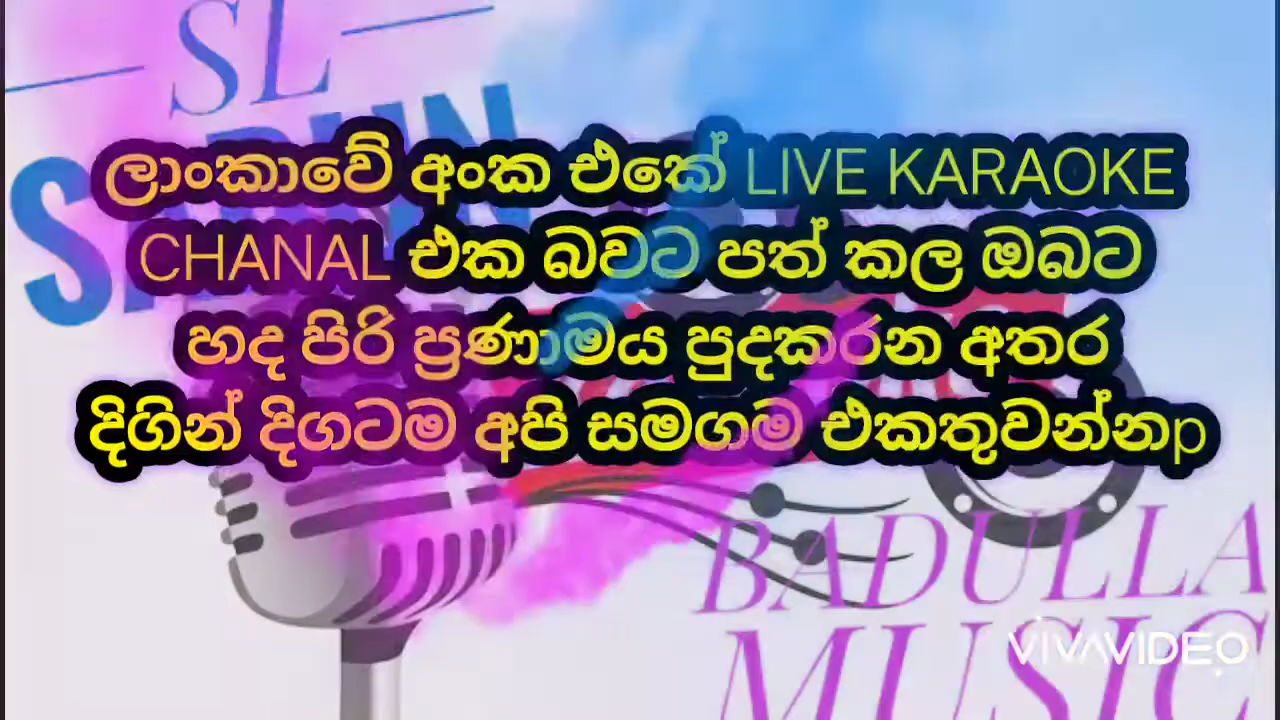 SL
ලාංකාවේ අංක එකේ LIVE KARAOKE
CHANAL එක බවට පත් කල ඔබට
හද පිරි ප්‍රණාමය පුදකරන අතර
දිගින් දිගටම අපි සමගම එකතුවන්නp
BADULLA
MUSIC
VIVAVIDEO